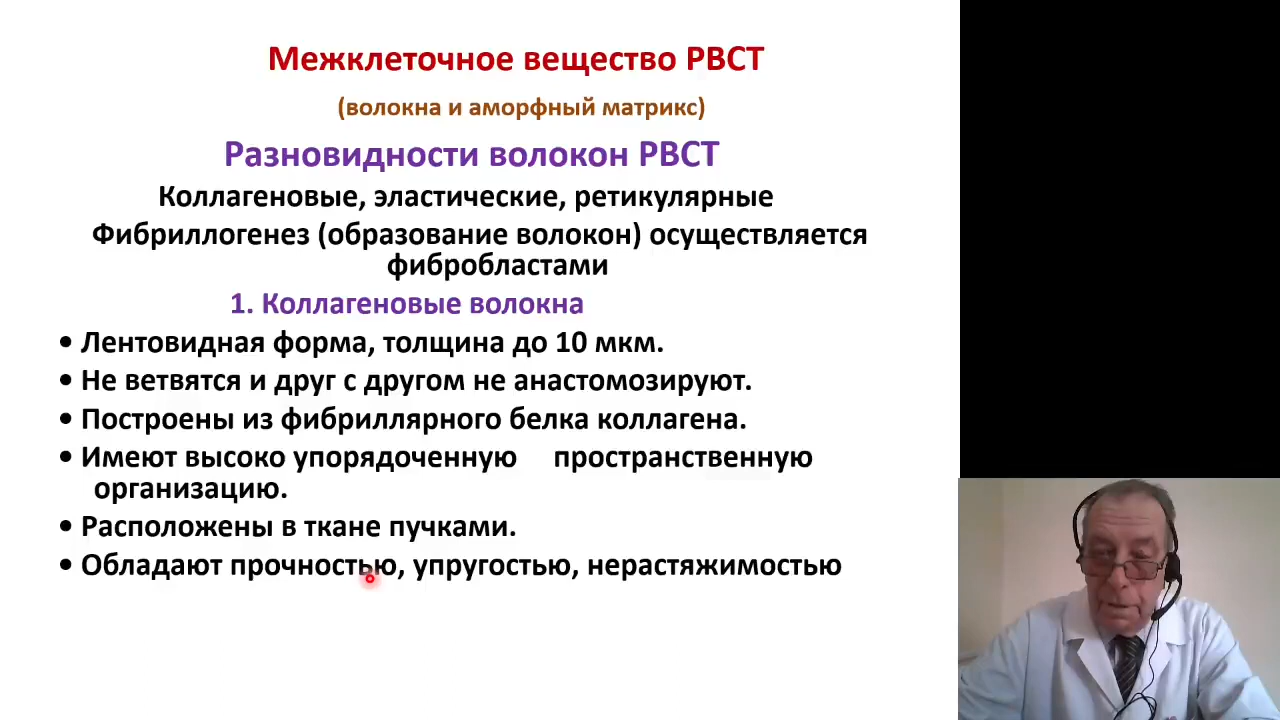 Межклеточное вещество РВСТ
(волокна и аморфный матрикс)
Разновидности волокон РВСТ
Коллагеновые, эластические, ретикулярные
Фибриллогенез (образование волокон) осуществляется
фибробластами
1. Коллагеновые волокна
• Лентовидная форма, толщина до 10 мкм.
• Не ветвятся и друг с другом не анастомозируют.
• Построены из фибриллярного белка коллагена.
• Имеют высоко упорядоченную пространственную
организацию.
• Расположены в ткане пучками.
• Обладают прочностью, упругостью, нерастяжимостью